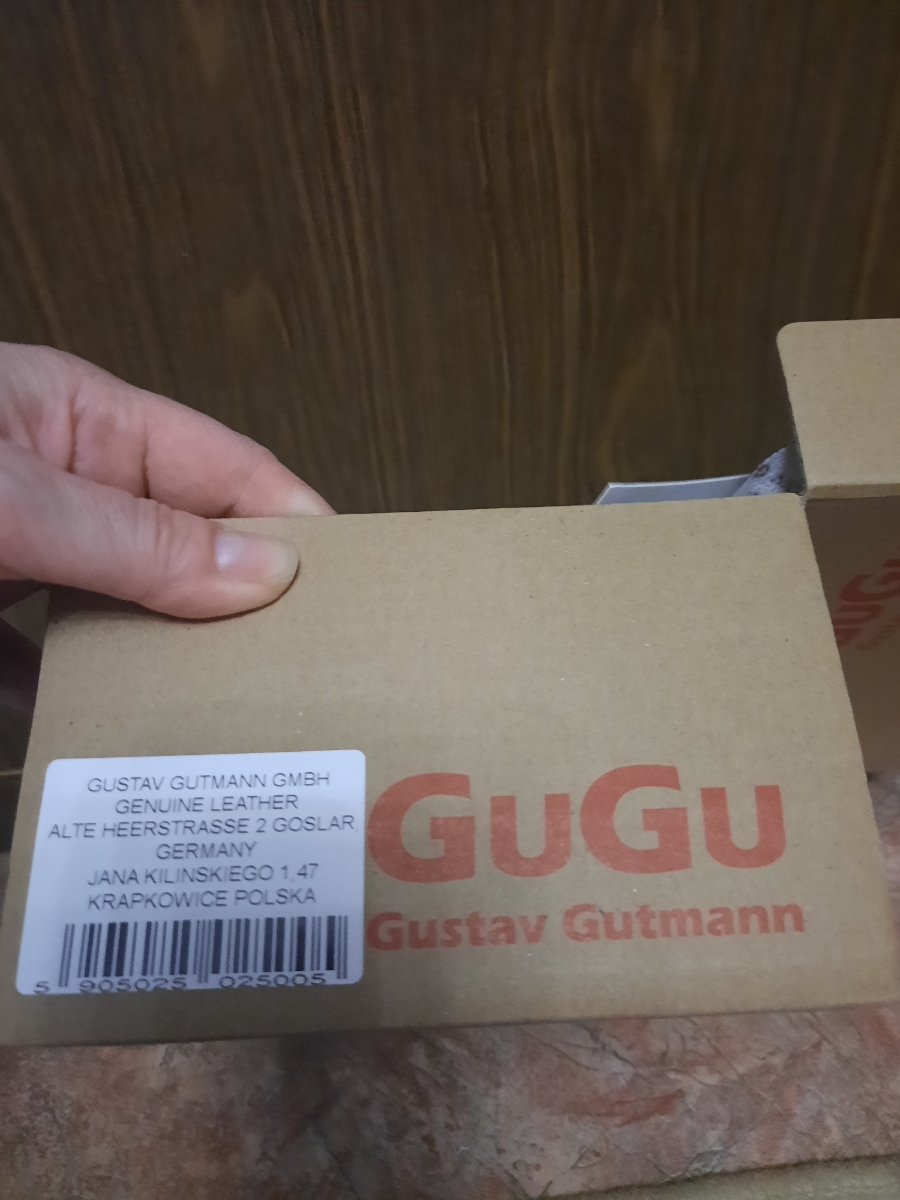 GUSTAV GUTMANN GMBH
GENUINE LEATHER
ALTE HEERSTRASSE 2 GOSLAR,
GERMANY
JANA KILINSKIEGO 1,47
KRAPKOWICE POLSKA
5 905025 025005
GuGu
Gustav Gutmann